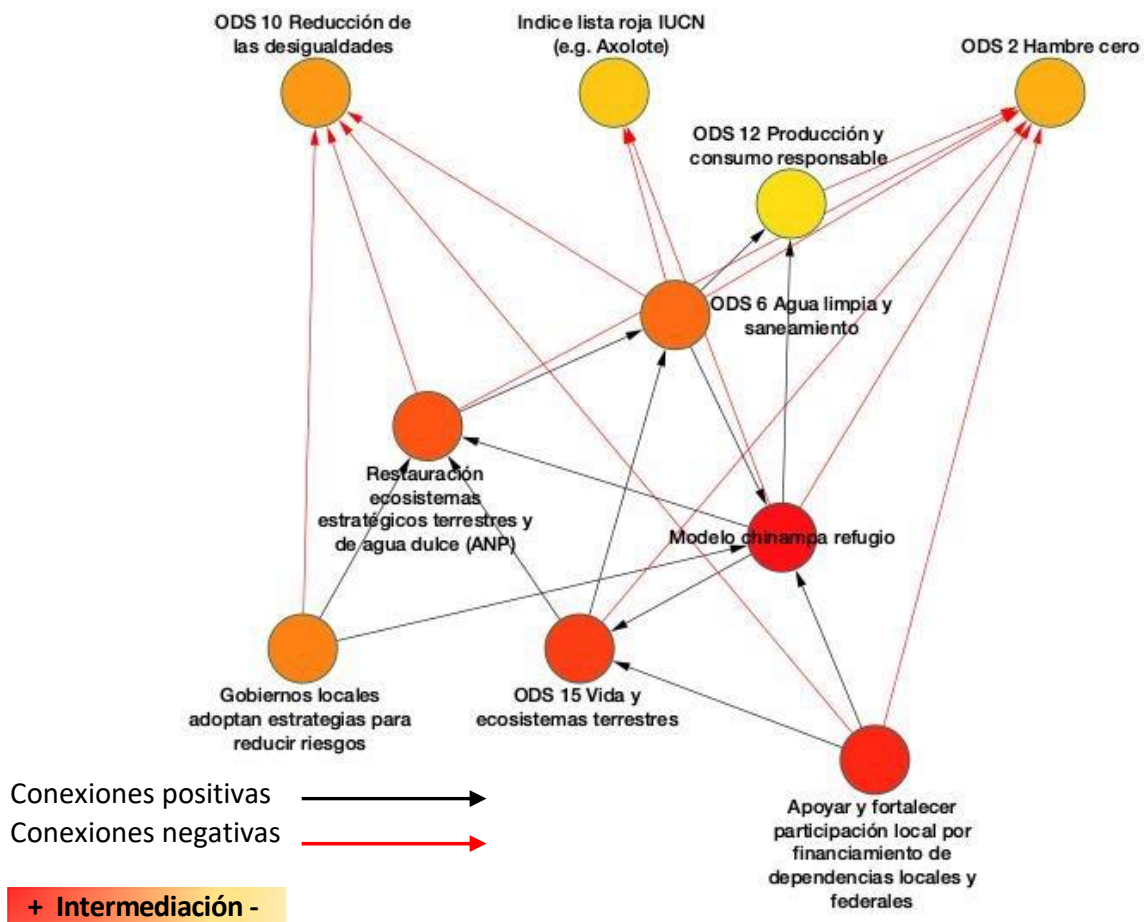 ODS 10 Reducción de
las desigualdades
Indice lista roja IUCN
(e.g. Axolote)
ODS 2 Hambre cero
ODS 12 Producción y
consumo responsable
ODS 6 Agua limpia y
saneamiento
Restauración
ecosistemas
estratégicos terrestres y
de agua dulce (ANP)
Modelo chinampa refugio
Gobiernos locales
adoptan estrategias para
reducir riesgos
ODS 15 Vida y
ecosistemas terrestres
Apoyar y fortalecer
participación local por
financiamiento de
dependencias locales y
federales
Conexiones positivas
Conexiones negativas
+ Intermediación -